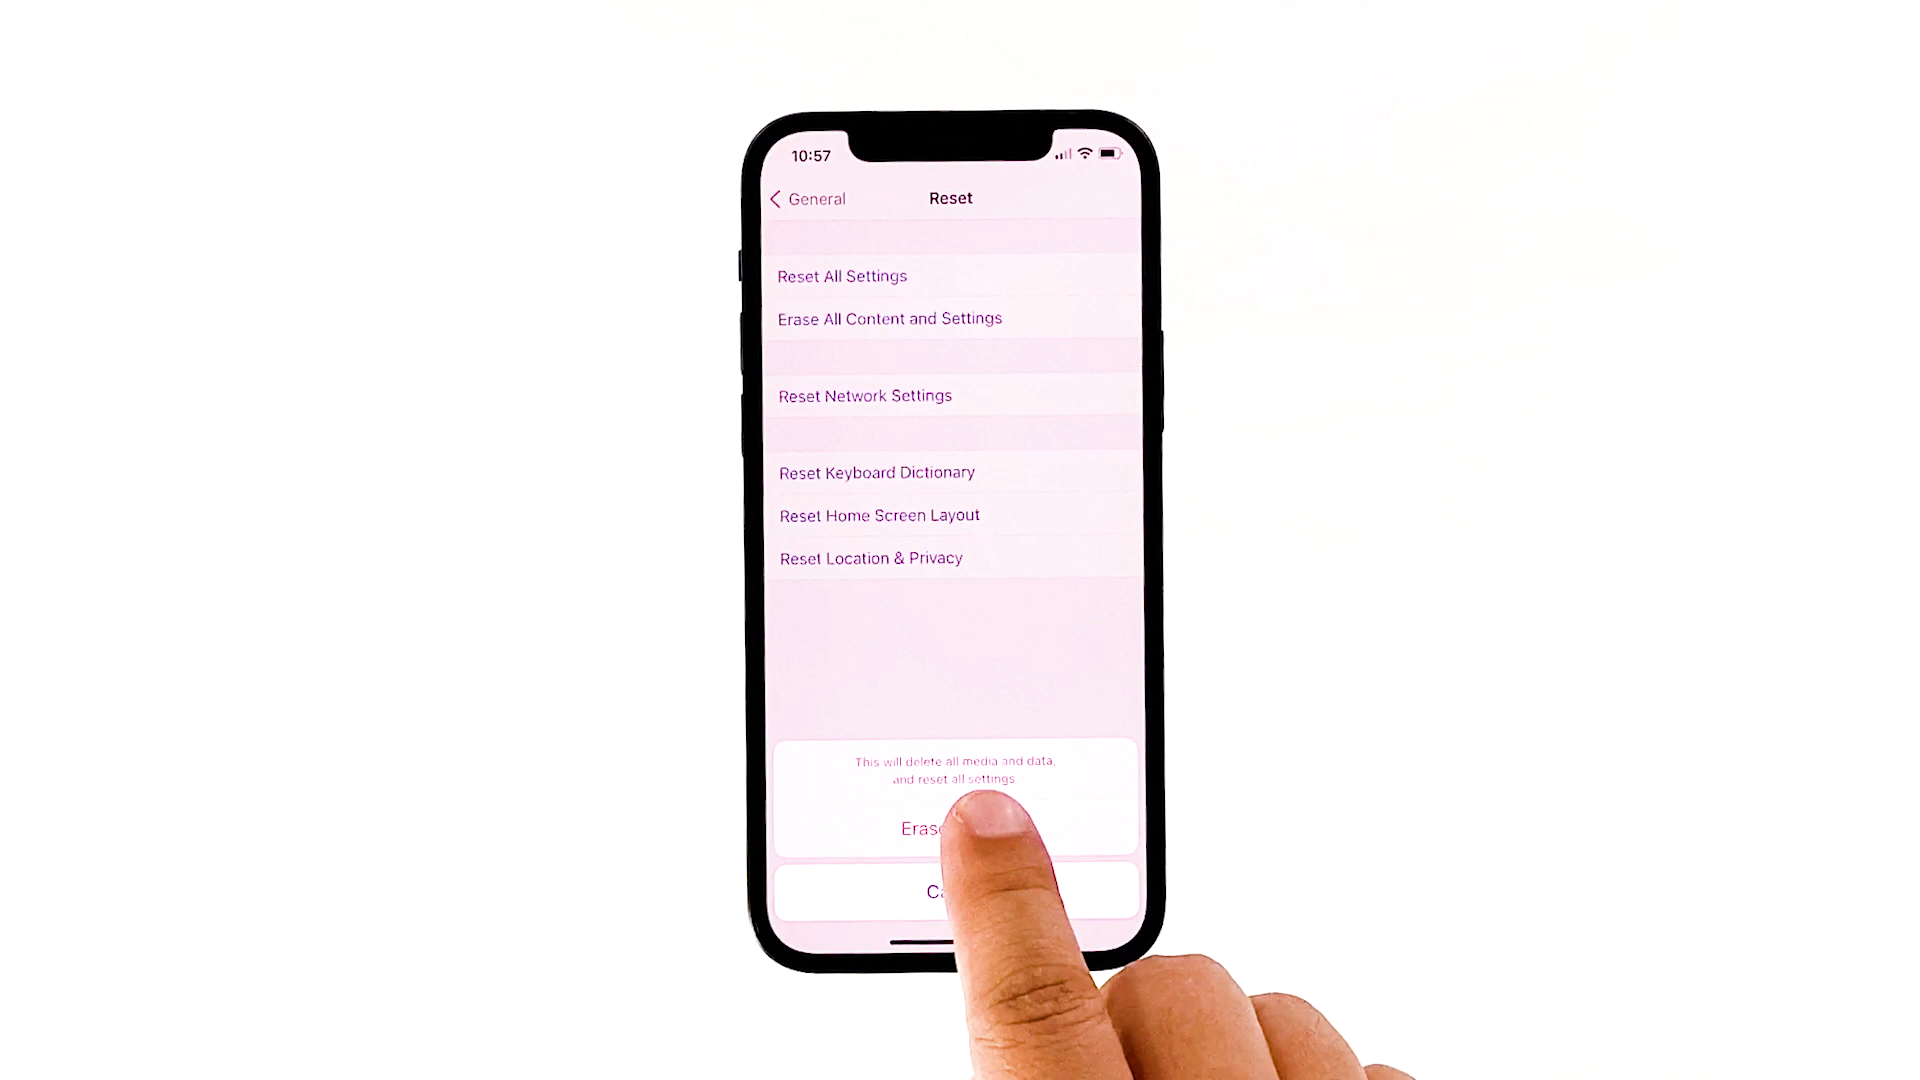 10:57
General
Reset
Reset All Settings
Erase All Content and Settings
Reset Network Settings
Reset Keyboard Dictionary
Reset Home Screen Layout
Reset Location & Privacy
This will delete all media and data,
and reset all settings.
Erase